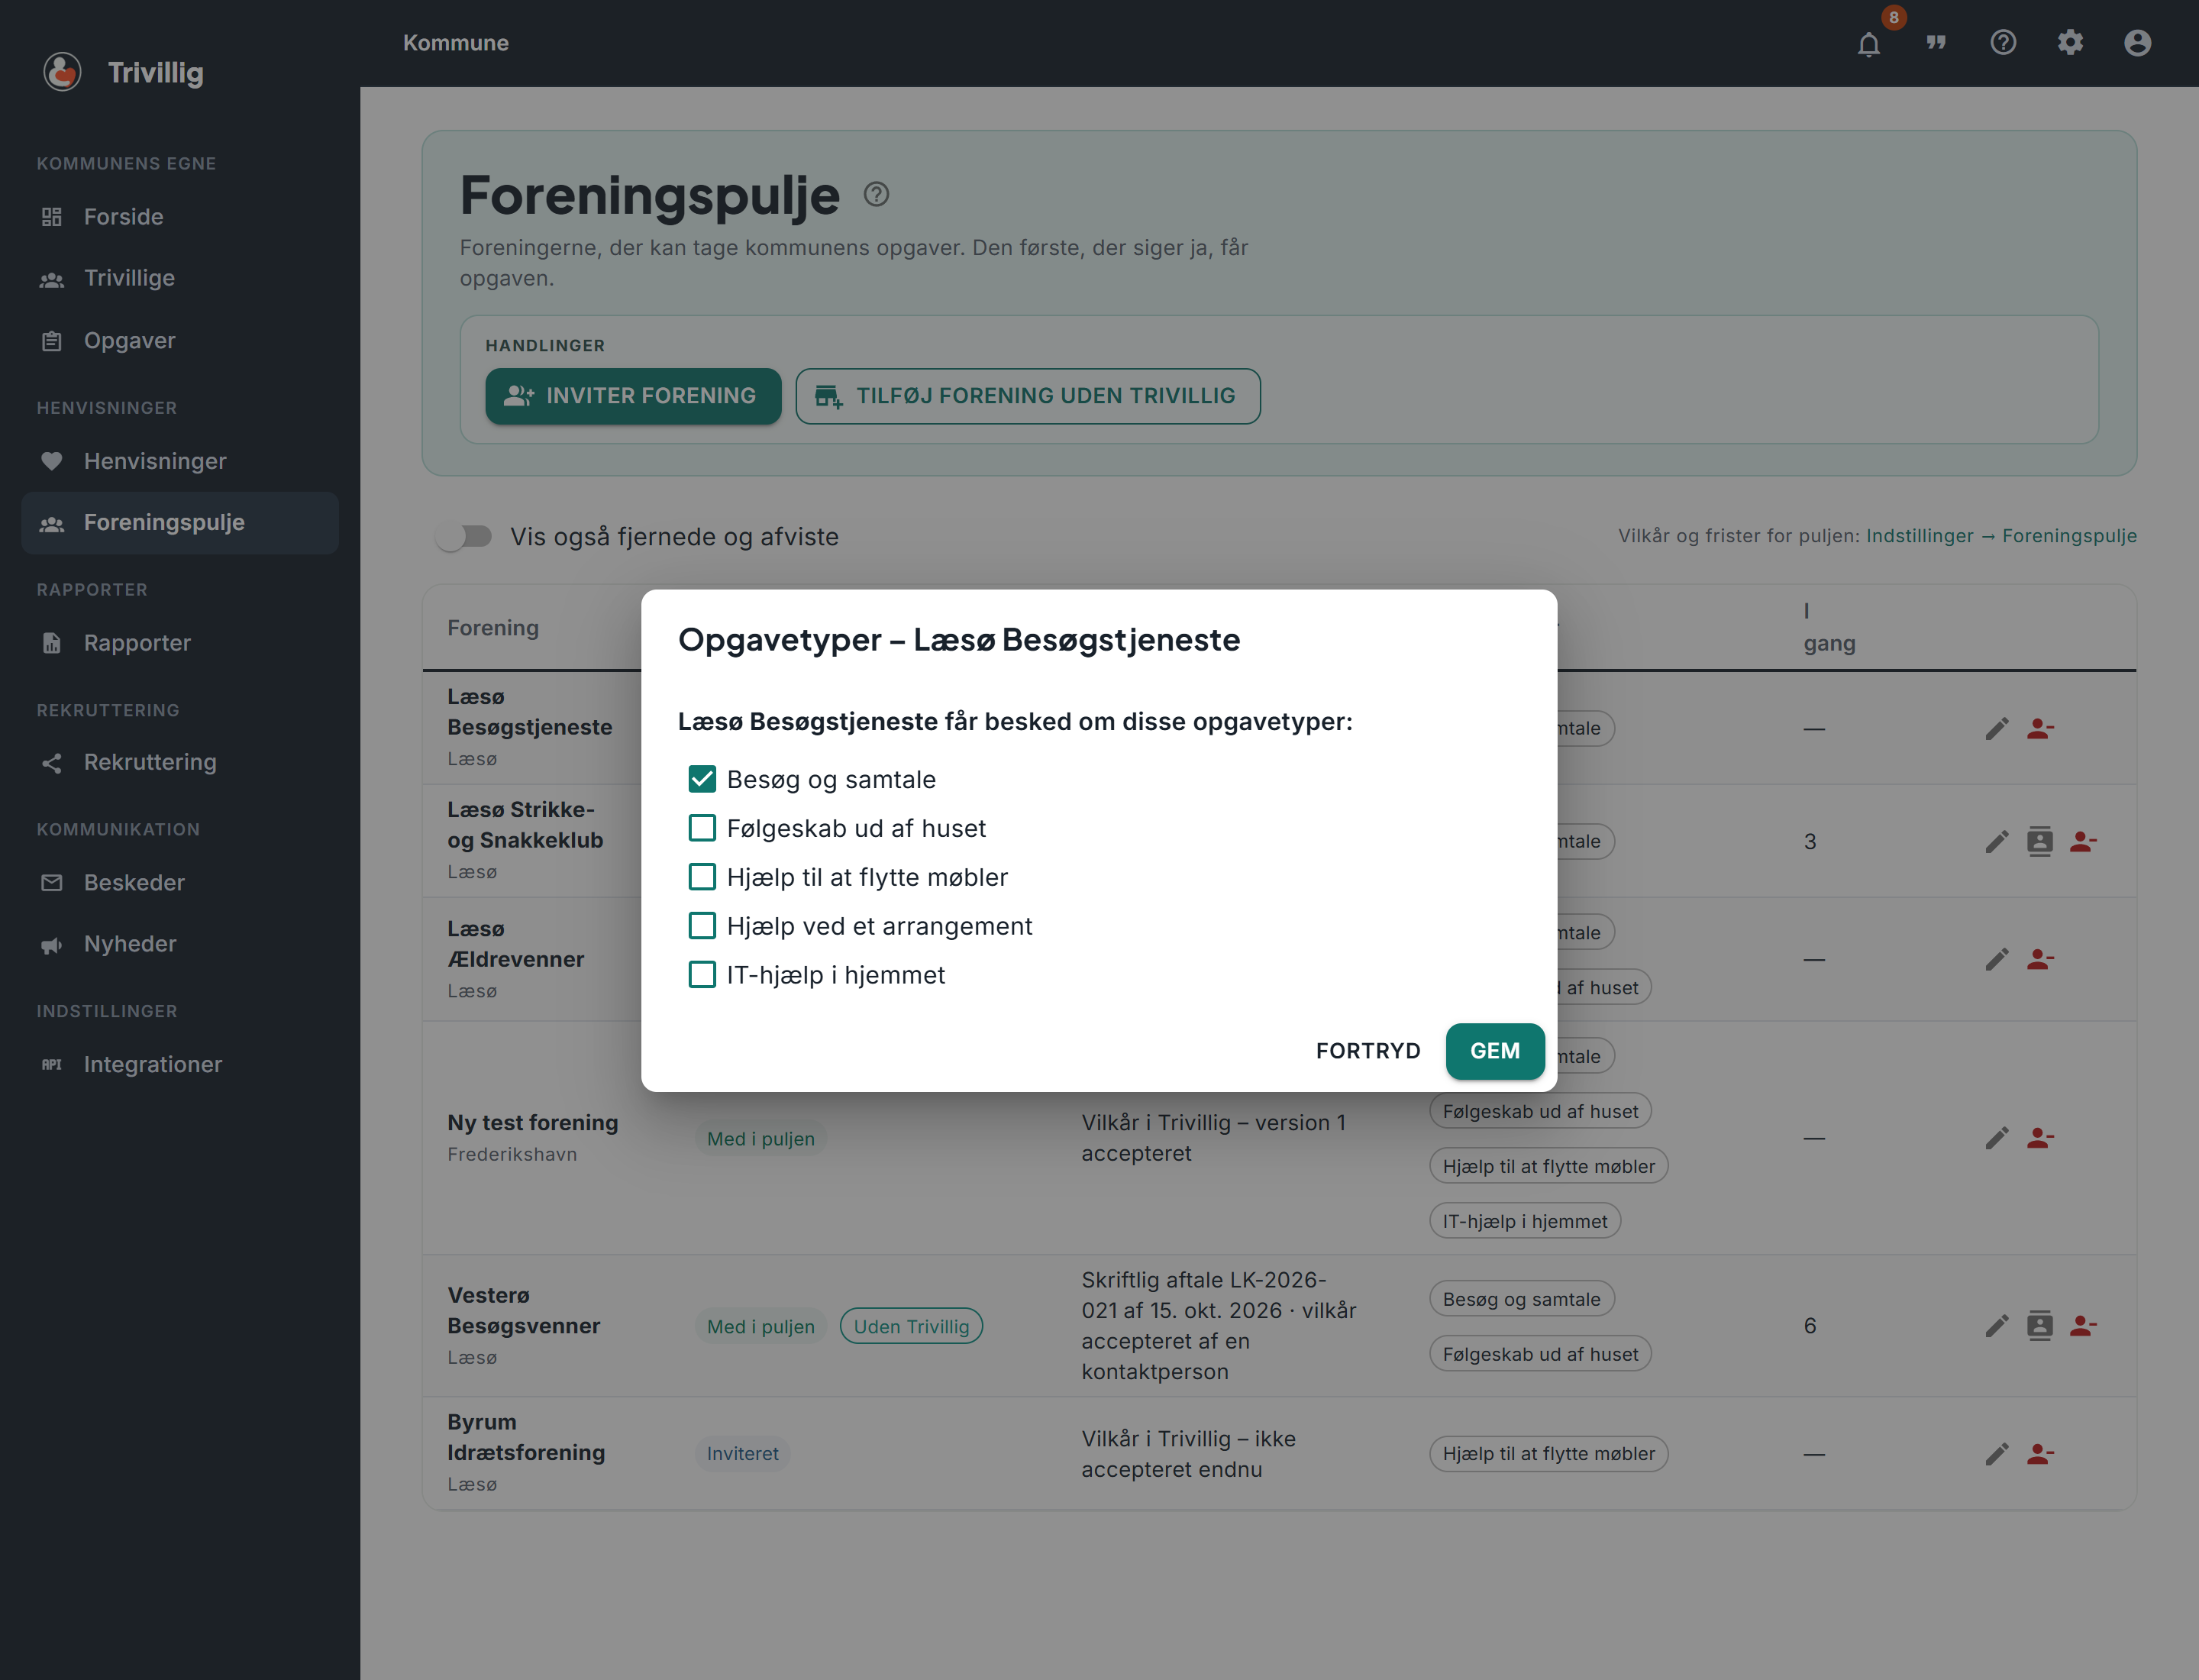 Trivillig
Kommune
8
KOMMUNENS EGNE
Forside
Trivillige
Opgaver
HENVISNINGER
Henvisninger
Foreningspulje
RAPPORTER
Rapporter
REKRUTTERING
Rekruttering
KOMMUNIKATION
Beskeder
Nyheder
INDSTILLINGER
API Integrationer
Foreningspulje
Foreningerne, der kan tage kommunens opgaver. Den første, der siger ja, får
opgaven.
HANDLINGER
INVITER FORENING
TILFØJ FORENING UDEN TRIVILLIG
Vis også fjernede og afviste
Vilkår og frister for puljen: Indstillinger → Foreningspulje
Forening
I
gang
Opgavetyper – Læsø Besøgstjeneste
Læsø Besøgstjeneste får besked om disse opgavetyper:
Besøg og samtale
Følgeskab ud af huset
Hjælp til at flytte møbler
Hjælp ved et arrangement
IT-hjælp i hjemmet
FORTRYD
GEM
Læsø
Besøgstjeneste
Læsø
—
Læsø Strikke-
og Snakkeklub
Læsø
3
Læsø
Ældrevenner
Læsø
af huset
—
Ny test forening
Frederikshavn
Med i puljen
Vilkår i Trivillig – version 1
accepteret
Følgeskab ud af huset
Hjælp til at flytte møbler
IT-hjælp i hjemmet
—
Vesterø
Besøgsvenner
Læsø
Med i puljen
Uden Trivillig
Skriftlig aftale LK-2026-
021 af 15. okt. 2026 · vilkår
accepteret af en
kontaktperson
Besøg og samtale
Følgeskab ud af huset
6
Byrum
Idrætsforening
Læsø
Inviteret
Vilkår i Trivillig – ikke
accepteret endnu
Hjælp til at flytte møbler
—